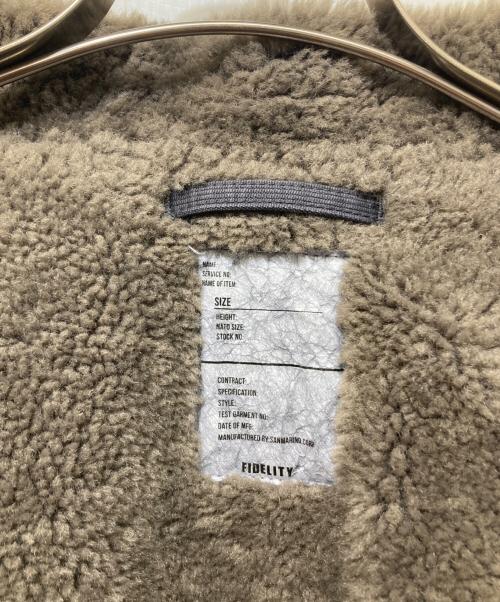 NAME:
SERVICE NO:
NAME OF ITEM:
SIZE
HEIGHT:
NATO SIZE:
STOCK NO:
CONTRACT:
SPECIFICATION:
STYLE:
TEST GARMENT NO:
DATE OF MFG:
MANUFACTURED BY:SANMARINO CORP
FIDELITY